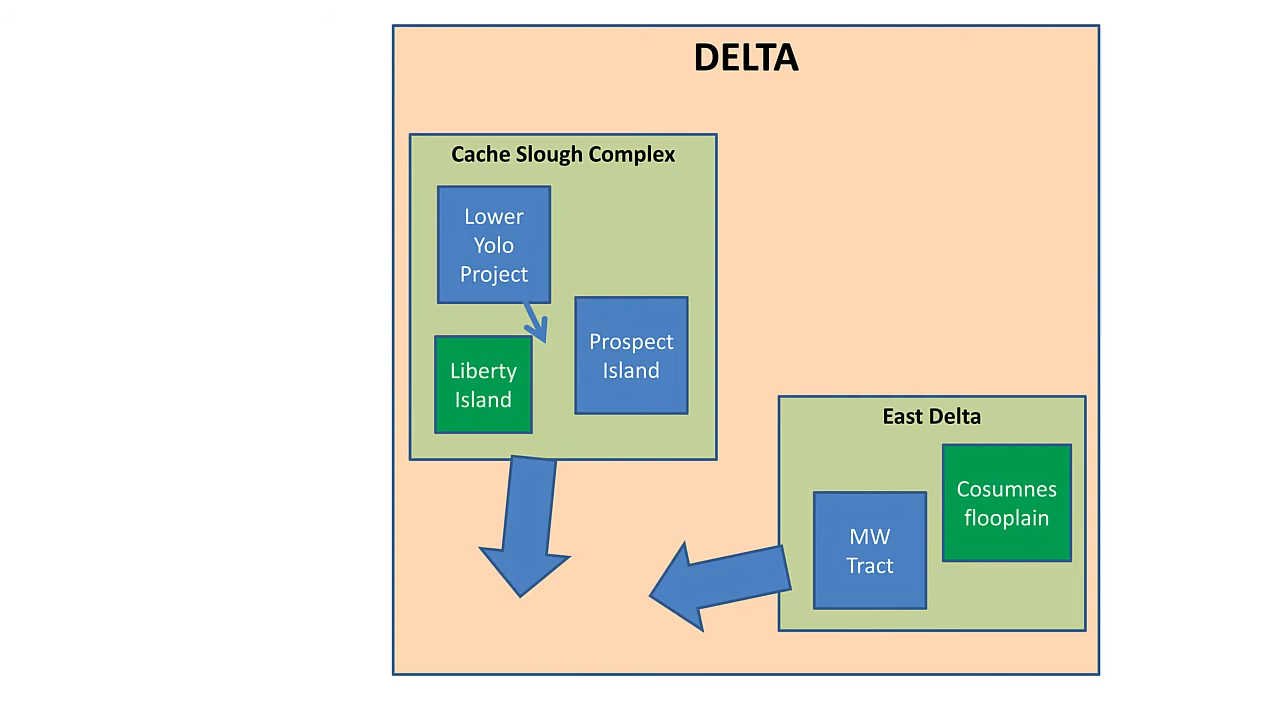 DELTA
Cache Slough Complex
Lower
Yolo
Project
Prospect
Island
Liberty
Island
East Delta
Cosumnes
flooplain
MW
Tract